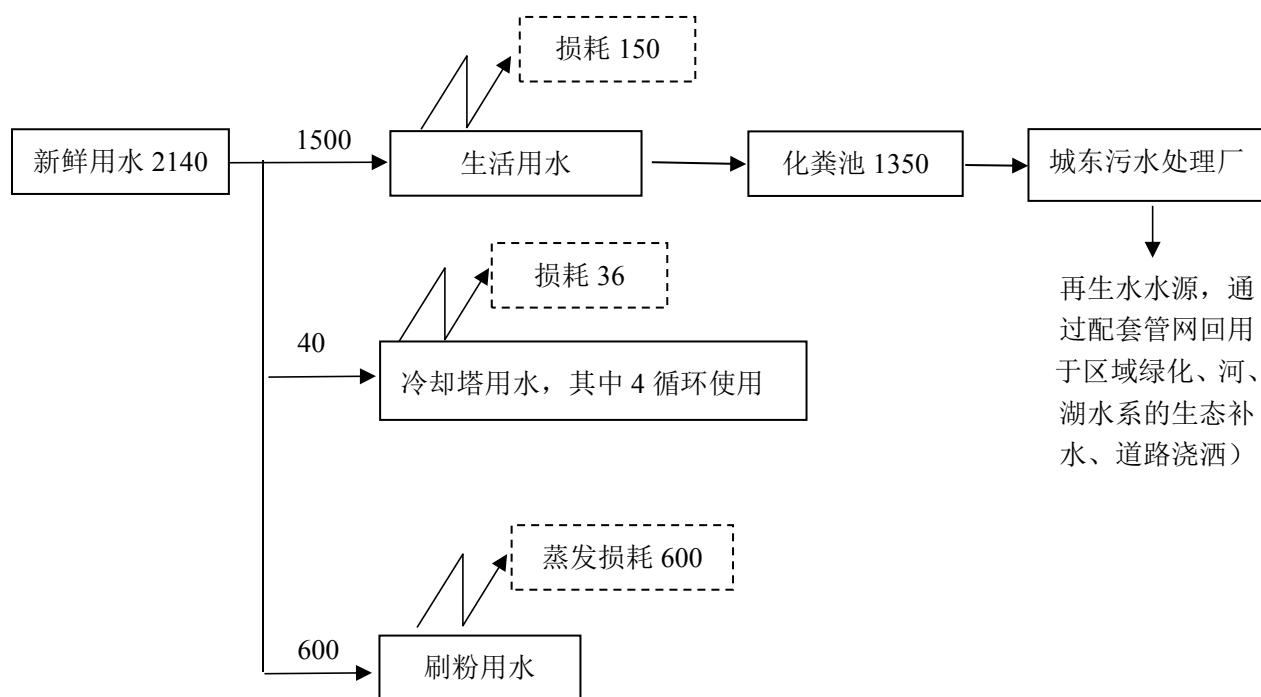 损耗 150
1500
新鲜用水 2140
生活用水
化粪池 1350
城东污水处理厂
再生水水源，通
过配套管网回用
于区域绿化、河、
湖水系的生态补
水、道路浇洒）
损耗 36
40
冷却塔用水，其中 4 循环使用
蒸发损耗 600
600
刷粉用水